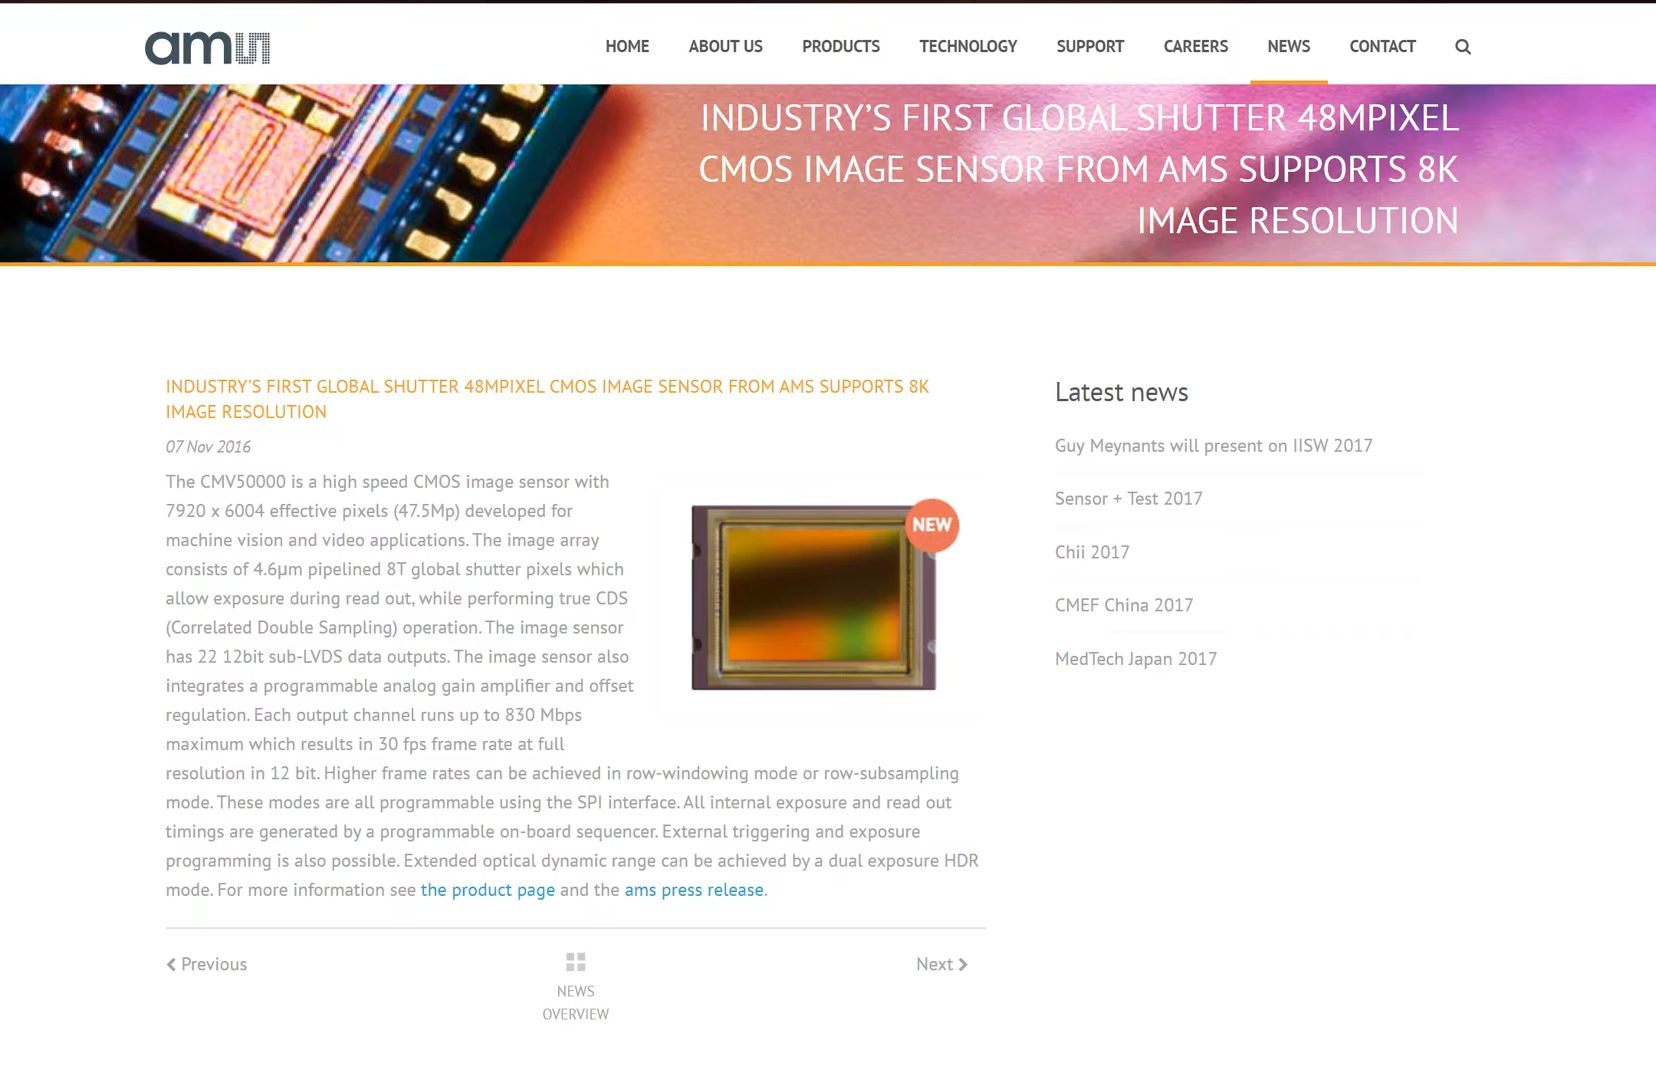 ams
HOME ABOUT US PRODUCTS TECHNOLOGY SUPPORT CAREERS NEWS CONTACT
INDUSTRY’S FIRST GLOBAL SHUTTER 48MPIXEL
CMOS IMAGE SENSOR FROM AMS SUPPORTS 8K
IMAGE RESOLUTION
INDUSTRY’S FIRST GLOBAL SHUTTER 48MPIXEL CMOS IMAGE SENSOR FROM AMS SUPPORTS 8K
IMAGE RESOLUTION
07 Nov 2016
The CMV50000 is a high speed CMOS image sensor with
7920 x 6004 effective pixels (47.5Mp) developed for
machine vision and video applications. The image array
consists of 4.6µm pipelined 8T global shutter pixels which
allow exposure during read out, while performing true CDS
(Correlated Double Sampling) operation. The image sensor
has 22 12bit sub-LVDS data outputs. The image sensor also
integrates a programmable analog gain amplifier and offset
regulation. Each output channel runs up to 830 Mbps
maximum which results in 30 fps frame rate at full
resolution in 12 bit. Higher frame rates can be achieved in row-windowing mode or row-subsampling
mode. These modes are all programmable using the SPI interface. All internal exposure and read out
timings are generated by a programmable on-board sequencer. External triggering and exposure
programming is also possible. Extended optical dynamic range can be achieved by a dual exposure HDR
mode. For more information see the product page and the ams press release.
NEW
Previous
NEWS
OVERVIEW
Next
Latest news
Guy Meynants will present on IISW 2017
Sensor + Test 2017
Chii 2017
CMEF China 2017
MedTech Japan 2017